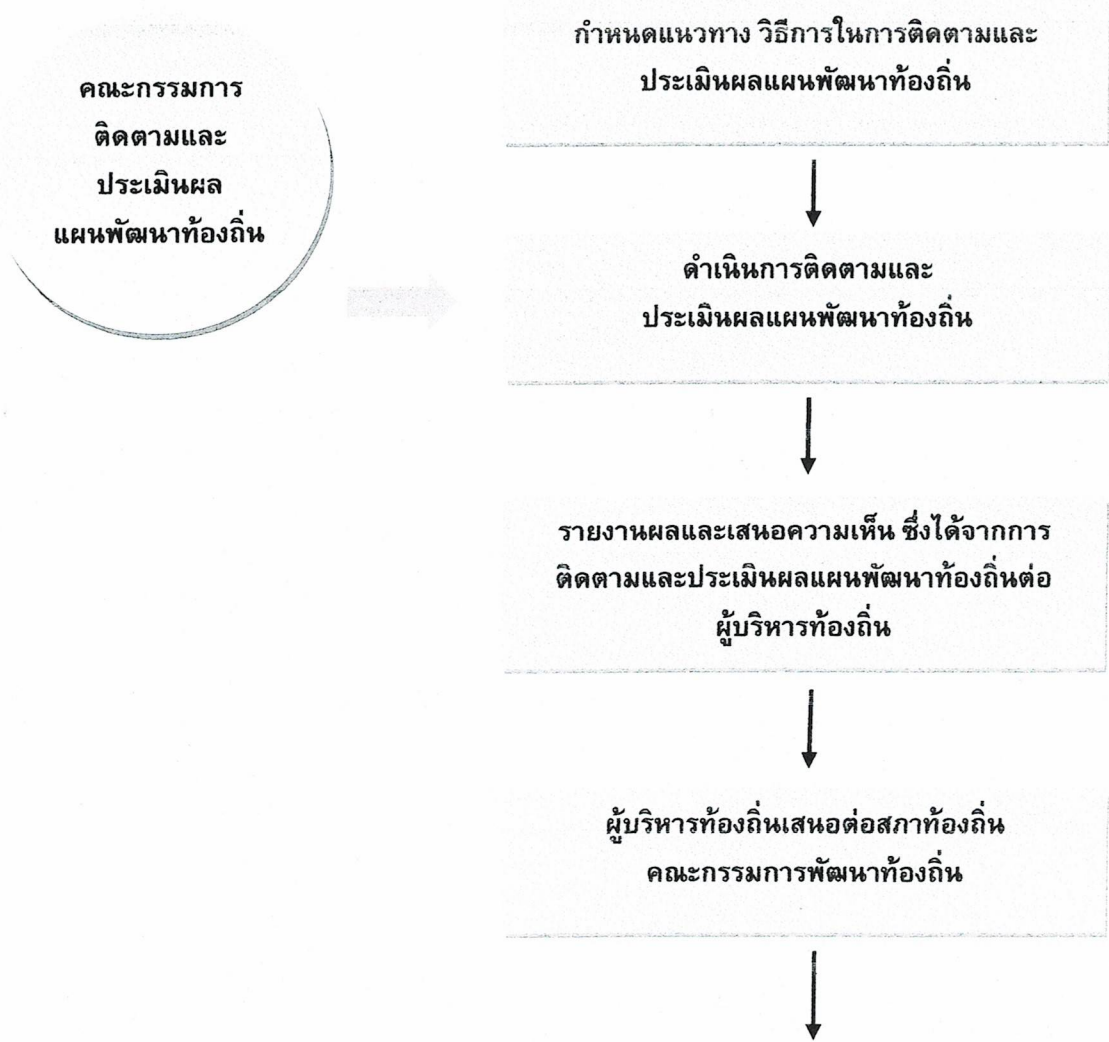 คณะกรรมการ
ติดตามและ
ประเมินผล
แผนพัฒนาท้องถิ่น
กำหนดแนวทาง วิธีการในการติดตามและ
ประเมินผลแผนพัฒนาท้องถิ่น
ดำเนินการติดตามและ
ประเมินผลแผนพัฒนาท้องถิ่น
รายงานผลและเสนอความเห็น ซึ่งได้จากการ
ติดตามและประเมินผลแผนพัฒนาท้องถิ่นต่อ
ผู้บริหารท้องถิ่น
ผู้บริหารท้องถิ่นเสนอต่อสภาท้องถิ่น
คณะกรรมการพัฒนาท้องถิ่น